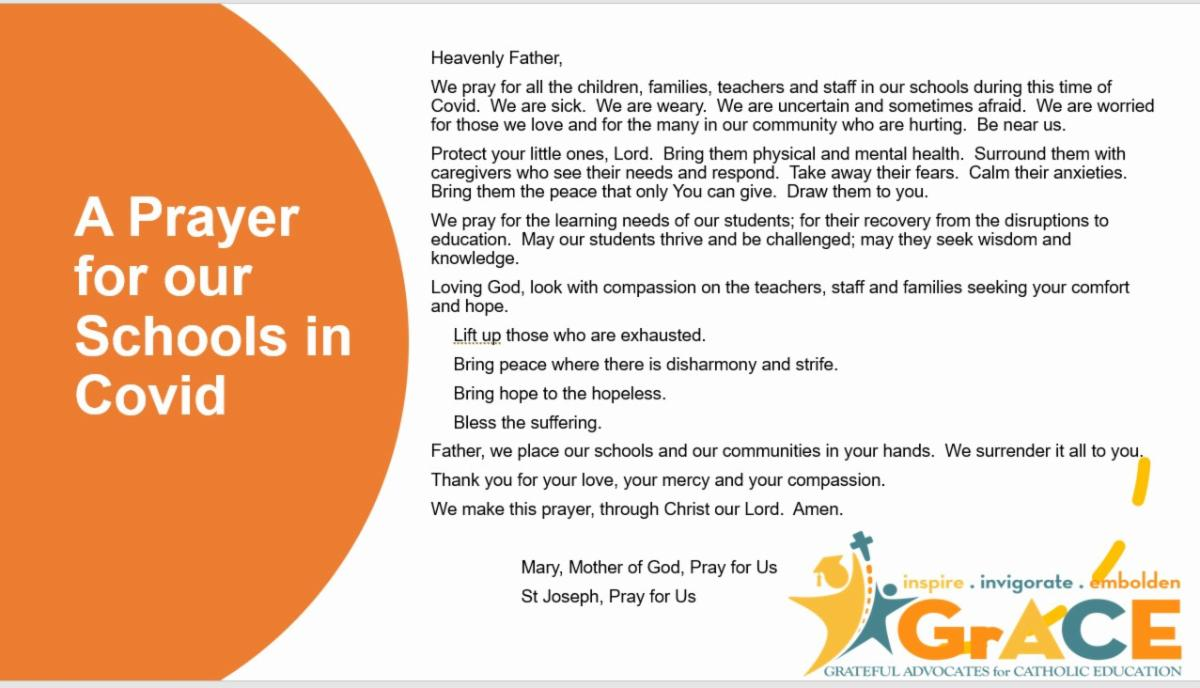 A Prayer
for our
Schools in
Covid
Heavenly Father,
We pray for all the children, families, teachers and staff in our schools during this time of
Covid.  We are sick.  We are weary.  We are uncertain and sometimes afraid.  We are worried
for those we love and for the many in our community who are hurting.  Be near us.
Protect your little ones, Lord.  Bring them physical and mental health.  Surround them with
caregivers who see their needs and respond.  Take away their fears.  Calm their anxieties.
Bring them the peace that only You can give.  Draw them to you.
We pray for the learning needs of our students; for their recovery from the disruptions to
education.  May our students thrive and be challenged; may they seek wisdom and
knowledge.
Loving God, look with compassion on the teachers, staff and families seeking your comfort
and hope.
Lift up those who are exhausted.
Bring peace where there is disharmony and strife.
Bring hope to the hopeless.
Bless the suffering.
Father, we place our schools and our communities in your hands.  We surrender it all to you.
Thank you for your love, your mercy and your compassion.
We make this prayer, through Christ our Lord.  Amen.
Mary, Mother of God, Pray for Us
St Joseph, Pray for Us
inspire . invigorate . embolden
GrACE
GRATEFUL ADVOCATES for CATHOLIC EDUCATION